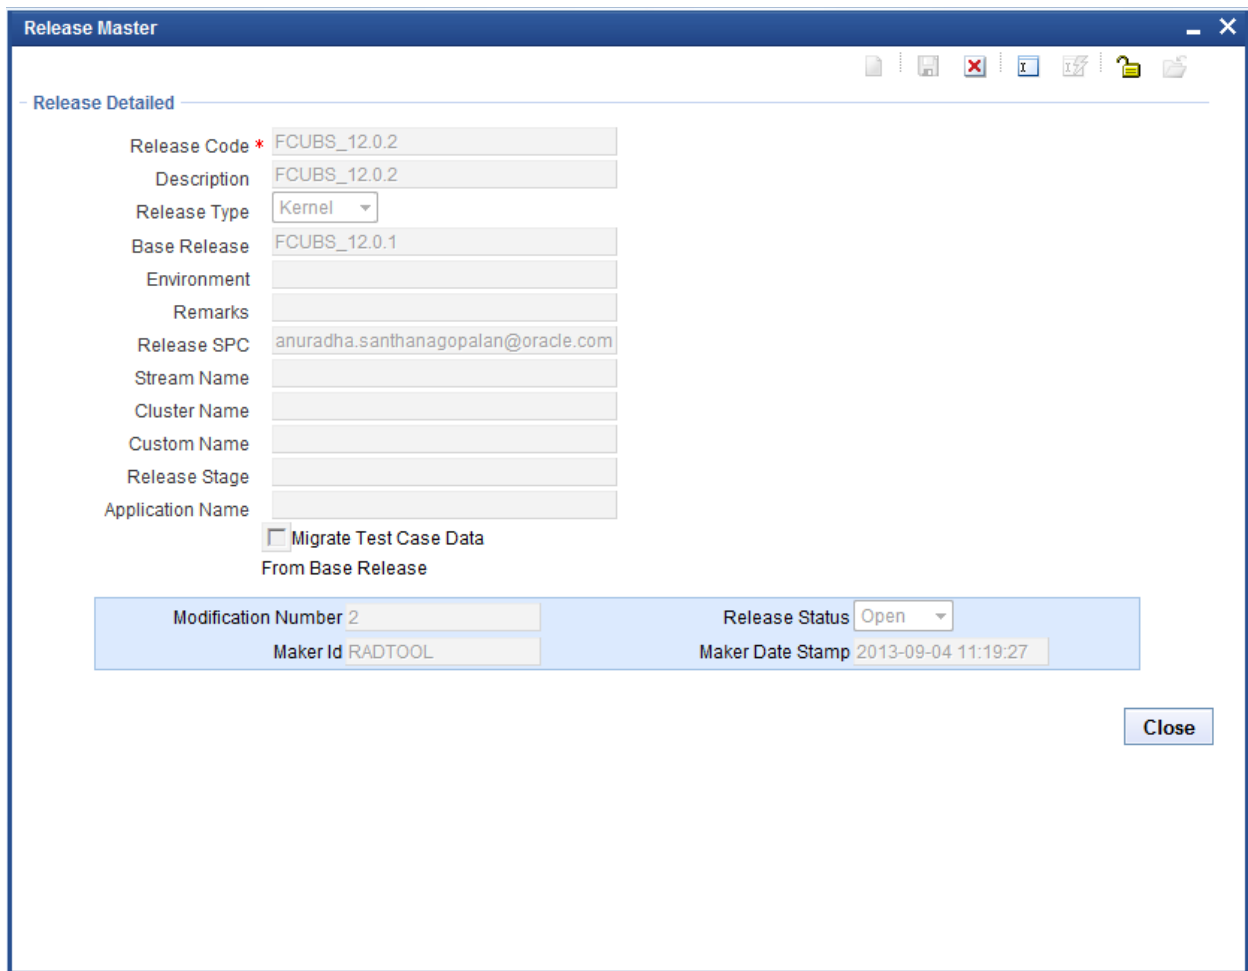 Release Master
Release Detailed
Release Code * FCUBS_12.0.2
Description FCUBS_12.0.2
Release Type Kernel
Base Release FCUBS_12.0.1
Environment
Remarks
Release SPC anuradha.santhanagopalan@oracle.com
Stream Name
Cluster Name
Custom Name
Release Stage
Application Name
Migrate Test Case Data
From Base Release
Modification Number 2 Release Status Open
Maker Id RADTOOL Maker Date Stamp 2013-09-04 11:19:27
Close